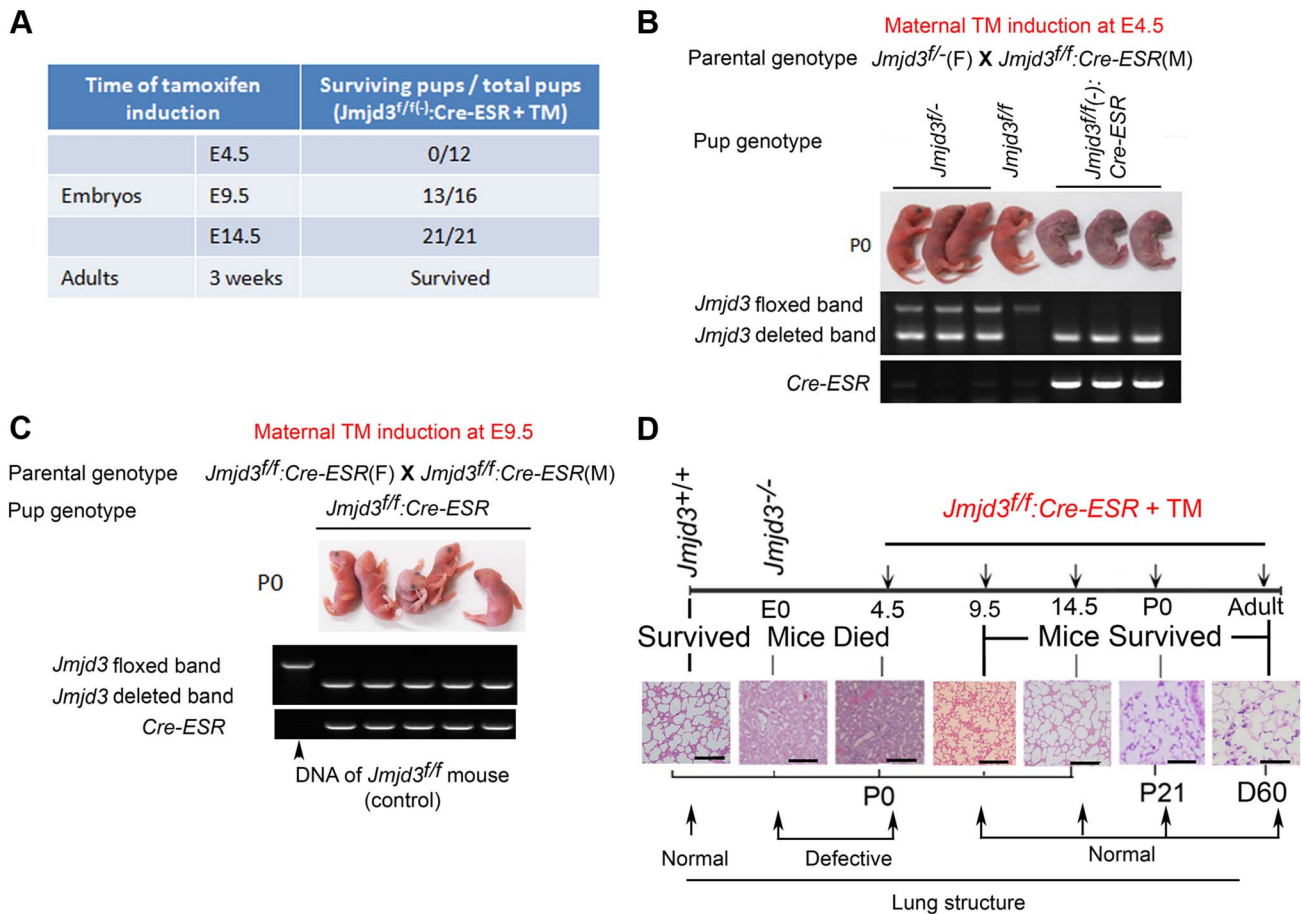 A
Time of tamoxifen induction
Surviving pups / total pups (Jmjd3f/f(-):Cre-ESR + TM)
E4.5 0/12
Embryos E9.5 13/16
E14.5 21/21
Adults 3 weeks Survived
B
Maternal TM induction at E4.5
Parental genotype Jmjd3f/-(F) X Jmjd3f/f:Cre-ESR(M)
Pup genotype
Jmjd3f/-
Jmjd3f/f
Jmjd3f/f(-):
Cre-ESR
P0
Jmjd3 floxed band
Jmjd3 deleted band
Cre-ESR
C
Maternal TM induction at E9.5
Parental genotype Jmjd3f/f:Cre-ESR(F) X Jmjd3f/f:Cre-ESR(M)
Pup genotype Jmjd3f/f:Cre-ESR
P0
Jmjd3 floxed band
Jmjd3 deleted band
Cre-ESR
DNA of Jmjd3f/f mouse
(control)
D
Jmjd3+/+
Jmjd3-/-
Jmjd3f/f:Cre-ESR + TM
E0 4.5 9.5 14.5 P0 Adult
Survived Mice Died Mice Survived
P0 P21 D60
Normal Defective Normal
Lung structure